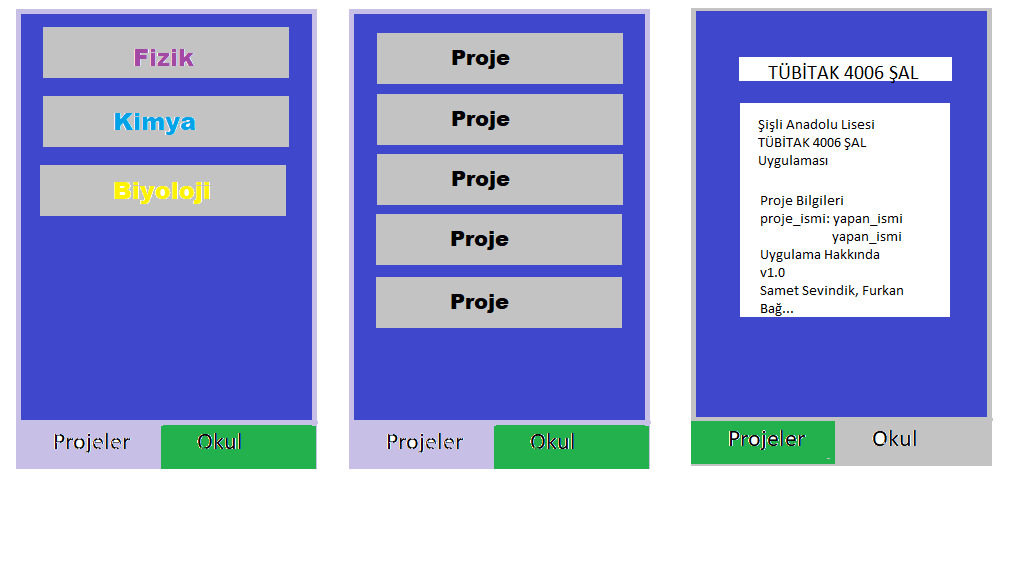 Fizik
Kimya
Biyoloji
Projeler
Okul
Proje
Proje
Proje
Proje
Proje
Projeler
Okul
TÜBİTAK 4006 ŞAL
Şişli Anadolu Lisesi
TÜBİTAK 4006 ŞAL
Uygulaması
Proje Bilgileri
proje_ismi: yapan_ismi
yapan_ismi
Uygulama Hakkında
v1.0
Samet Sevindik, Furkan
Bağ...
Projeler
Okul